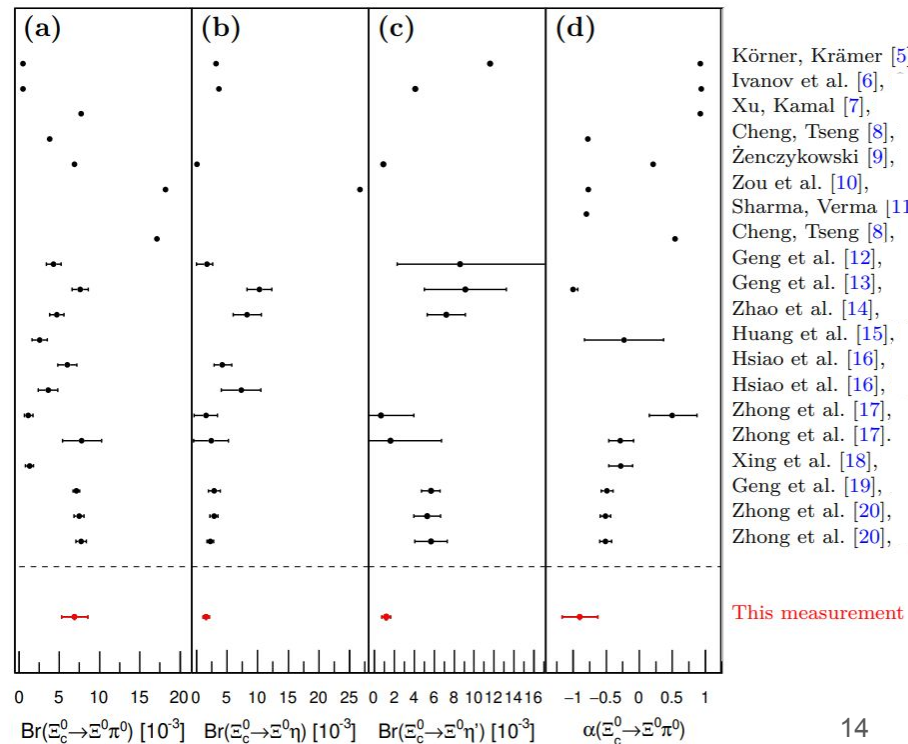 (a) (b) (c) (d)
Körner, Krämer [5]
Ivanov et al. [6],
Xu, Kamal [7],
Cheng, Tseng [8],
Żenczykowski [9],
Zou et al. [10],
Sharma, Verma [11
Cheng, Tseng [8],
Geng et al. [12],
Geng et al. [13],
Zhao et al. [14],
Huang et al. [15],
Hsiao et al. [16],
Hsiao et al. [16],
Zhong et al. [17],
Zhong et al. [17].
Xing et al. [18],
Geng et al. [19],
Zhong et al. [20],
Zhong et al. [20],
This measurement
0 5 10 15 20 0 5 10 15 20 25 0 2 4 6 8 10 12 14 16 −1 −0.5 0 0.5 1
Br(Ξ⁰c→Ξ⁰π⁰) [10⁻³] Br(Ξ⁰c→Ξ⁰η) [10⁻³] Br(Ξ⁰c→Ξ⁰η') [10⁻³] α(Ξ⁰c→Ξ⁰π⁰)
14